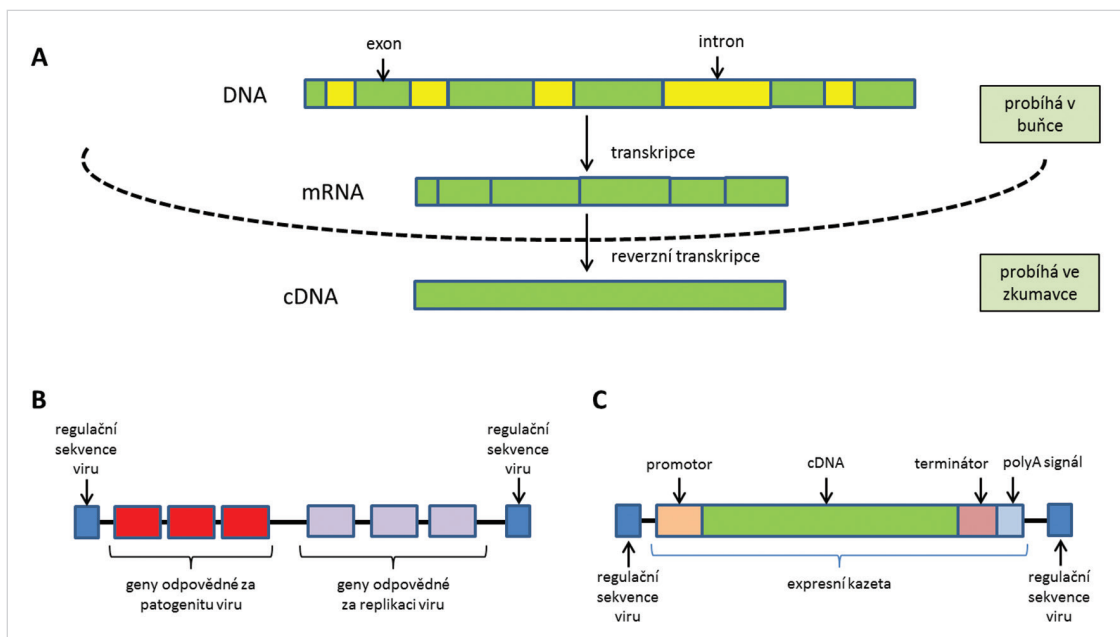 A
exon
intron
DNA
probíhá v
buňce
transkripce
mRNA
reverzní transkripce
cDNA
probíhá ve
zkumavce
B
regulační
sekvence
viru
regulační
sekvence
viru
geny odpovědné za
patogenitu viru
geny odpovědné
za replikaci viru
C
promotor
cDNA
terminátor
polyA signál
regulační
sekvence
viru
expresní kazeta
regulační
sekvence
viru